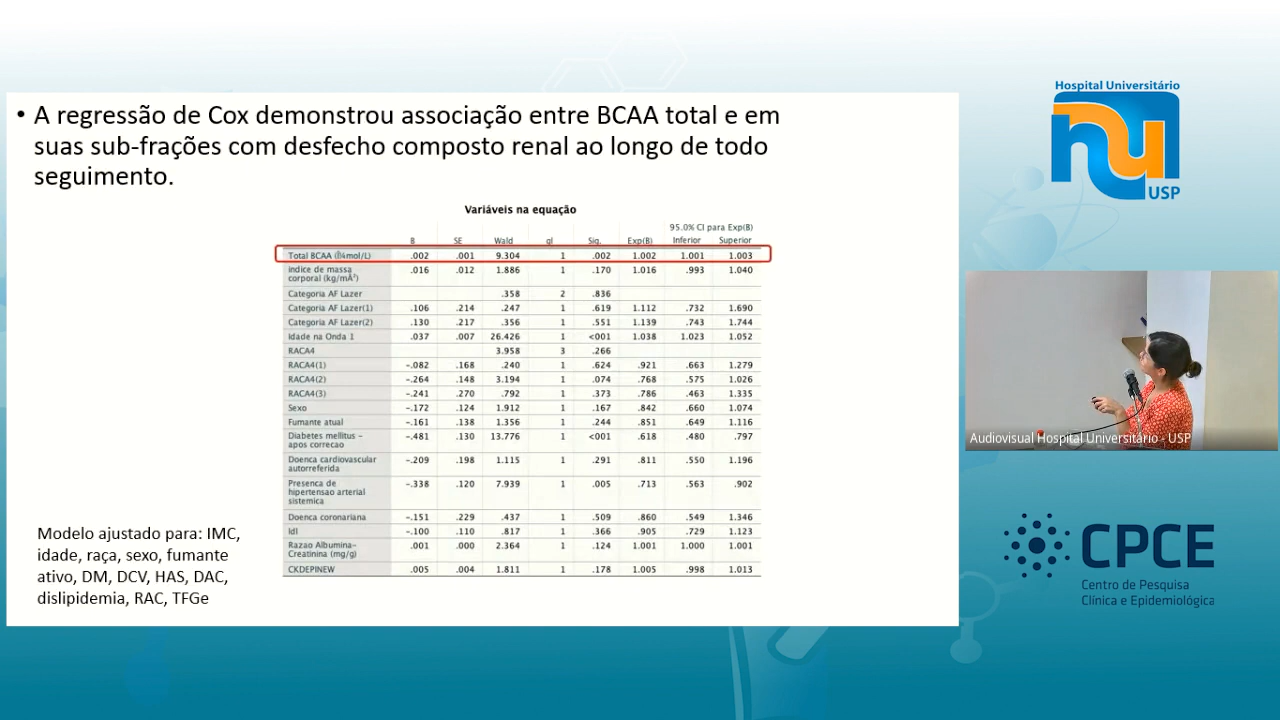 • A regressão de Cox demonstrou associação entre BCAA total e em
suas sub-frações com desfecho composto renal ao longo de todo
seguimento.
Variáveis na equação
95.0% CI para Exp(B)
B SE Wald gl Sig. Exp(B) Inferior Superior
Total BCAA (Î¼mol/L) .002 .001 9.304 1 .002 1.002 1.001 1.003
indice de massa
corporal (kg/mÂ²) .016 .012 1.886 1 .170 1.016 .993 1.040
Categoria AF Lazer .358 2 .836
Categoria AF Lazer(1) .106 .214 .247 1 .619 1.112 .732 1.690
Categoria AF Lazer(2) .130 .217 .356 1 .551 1.139 .743 1.744
Idade na Onda 1 .037 .007 26.426 1 <001 1.038 1.023 1.052
RACA4 3.958 3 .266
RACA4(1) -.082 .168 .240 1 .624 .921 .663 1.279
RACA4(2) -.264 .148 3.194 1 .074 .768 .575 1.026
RACA4(3) -.241 .270 .792 1 .373 .786 .463 1.335
Sexo -.172 .124 1.912 1 .167 .842 .660 1.074
Fumante atual -.161 .138 1.356 1 .244 .851 .649 1.116
Diabetes mellitus -
apos correcao -.481 .130 13.776 1 <001 .618 .480 .797
Doenca cardiovascular
autorreferida -.209 .198 1.115 1 .291 .811 .550 1.196
Presenca de
hipertensao arterial
sistemica -.338 .120 7.939 1 .005 .713 .563 .902
Doenca coronariana -.151 .229 .437 1 .509 .860 .549 1.346
ldl -.100 .110 .817 1 .366 .905 .729 1.123
Razao Albumina-
Creatinina (mg/g) .001 .000 2.364 1 .124 1.001 1.000 1.001
CKDEPINEW .005 .004 1.811 1 .178 1.005 .998 1.013
Modelo ajustado para: IMC,
idade, raça, sexo, fumante
ativo, DM, DCV, HAS, DAC,
dislipidemia, RAC, TFGe
Hospital Universitário
hu
USP
Audiovisual Hospital Universitário - USP
CPCE
Centro de Pesquisa
Clínica e Epidemiológica